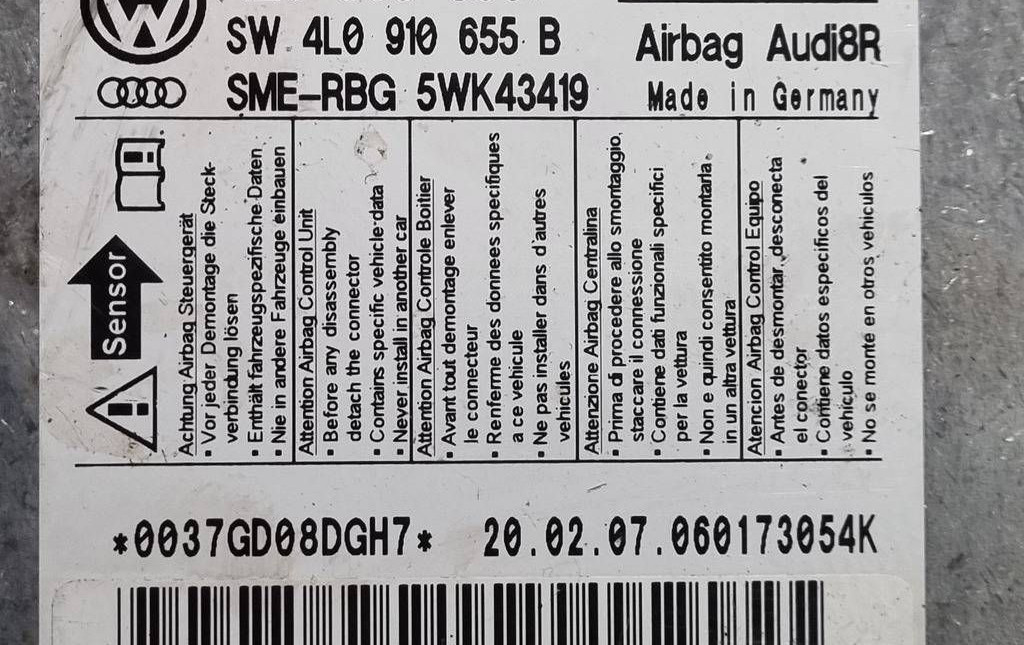 SW 4L0 910 655 B
Airbag Audi8R
SME-RBG 5WK43419
Made in Germany
Sensor
Achtung Airbag Steuergerät
• Vor jeder Demontage die Steck-
verbindung lösen
• Enthält fahrzeugspezifische Daten
• Nie in andere Fahrzeuge einbauen
Attention Airbag Control Unit
• Before any disassembly
detach the connector
• Contains specific vehicle data
• Never install in another car
Attention Airbag Controlle Boitier
• Avant tout demontage enlever
le connecteur
• Renferme des donnees specifiques
a ce vehicule
• Ne pas installer dans d'autres
vehicules
Attenzione Airbag Centralina
• Prima di procedere allo smontaggio,
staccare il connessione
• Contiene dati funzionali specifici
per la vettura
• Non e quindi consentito montarla
in un altra vettura
Atencion Airbag Control Equipo
• Antes de desmontar, desconecta
el conector
• Contiene datos especificos del
vehiculo
• No se monte en otros vehiculos
*0037GD08DGH7* 20.02.07.060173054K